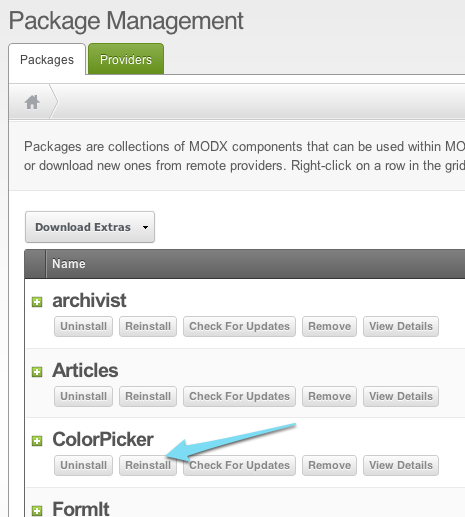 Package Management
Packages
Providers
Packages are collections of MODX components that can be used within MO
or download new ones from remote providers. Right-click on a row in the grid
Download Extras
Name
archivist
Uninstall Reinstall Check For Updates Remove View Details
Articles
Uninstall Reinstall Check For Updates Remove View Details
ColorPicker
Uninstall Reinstall Check For Updates Remove View Details
FormIt